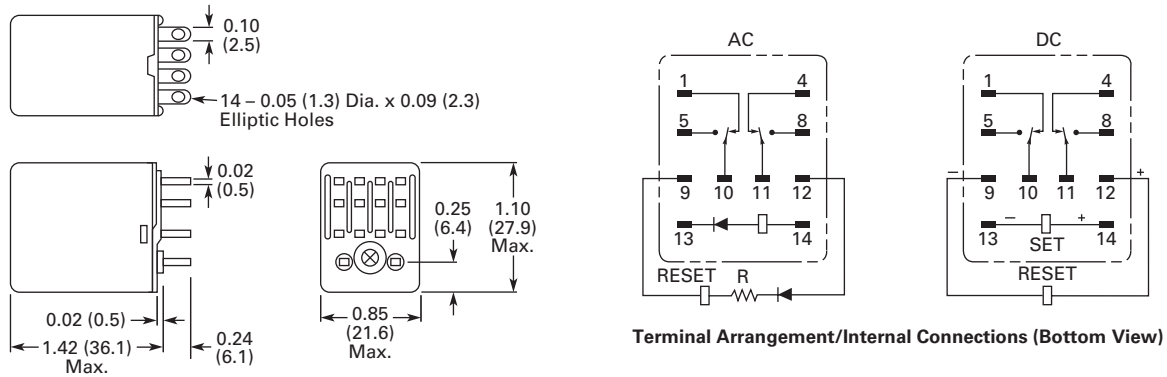 0.10
(2.5)
14 – 0.05 (1.3) Dia. x 0.09 (2.3)
Elliptic Holes
0.02
(0.5)
0.02 (0.5)
1.42 (36.1)
Max.
0.24
(6.1)
0.25
(6.4)
1.10
(27.9)
Max.
0.85
(21.6)
Max.
AC
1 4
5 8
9 10 11 12
13 14
RESET R
DC
1 4
5 8
– +
9 10 11 12
– +
13 SET 14
RESET
Terminal Arrangement/Internal Connections (Bottom View)